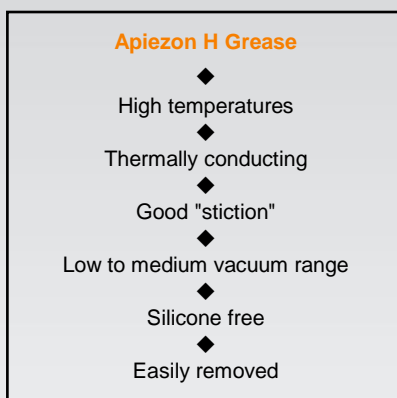 Apiezon H Grease
◆
High temperatures
◆
Thermally conducting
◆
Good "stiction"
◆
Low to medium vacuum range
◆
Silicone free
◆
Easily removed